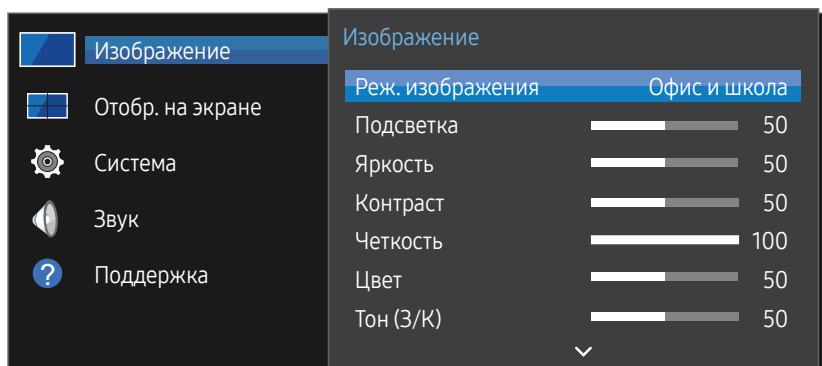 Изображение
Отобр. на экране
Система
Звук
? Поддержка
Изображение
Реж. изображения Офис и школа
Подсветка 50
Яркость 50
Контраст 50
Четкость 100
Цвет 50
Тон (З/К) 50